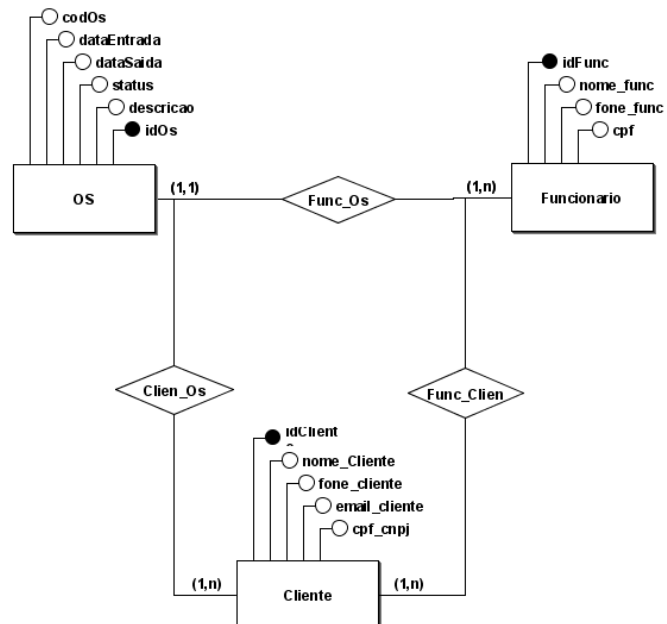 codOs
dataEntrada
dataSaida
status
descricao
idOs
OS
(1,1)
Func_Os
(1,n)
idFunc
nome_func
fone_func
cpf
Funcionario
Clien_Os
Func_Clien
idClient
nome_Cliente
fone_cliente
email_cliente
cpf_cnpj
(1,n)
Cliente
(1,n)